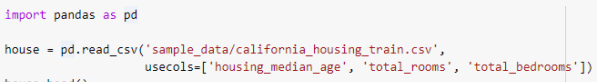 import pandas as pd
house = pd.read_csv('sample_data/california_housing_train.csv',
usecols=['housing_median_age', 'total_rooms', 'total_bedrooms'])